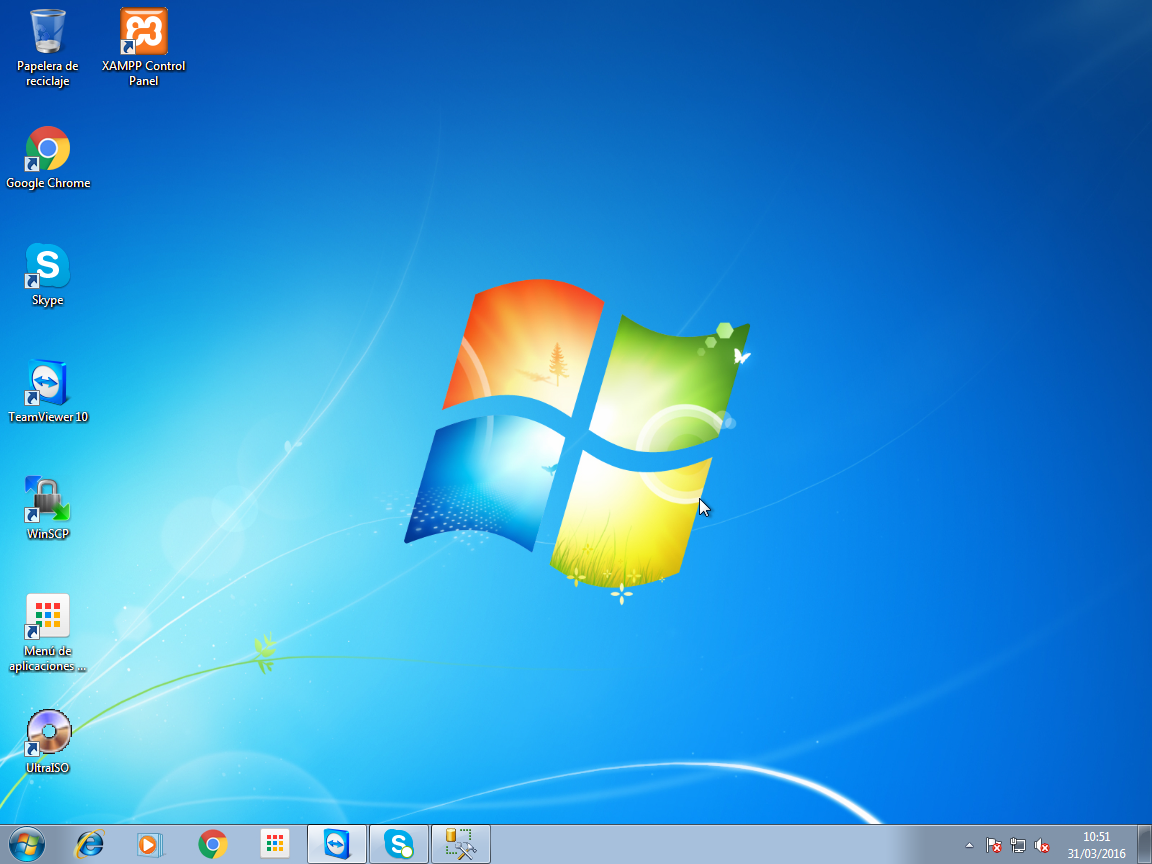 Papelera de
reciclaje
XAMPP Control
Panel
Google Chrome
S
Skype
TeamViewer 10
WinSCP
Menú de
aplicaciones ...
UltraISO
S
10:51
31/03/2016